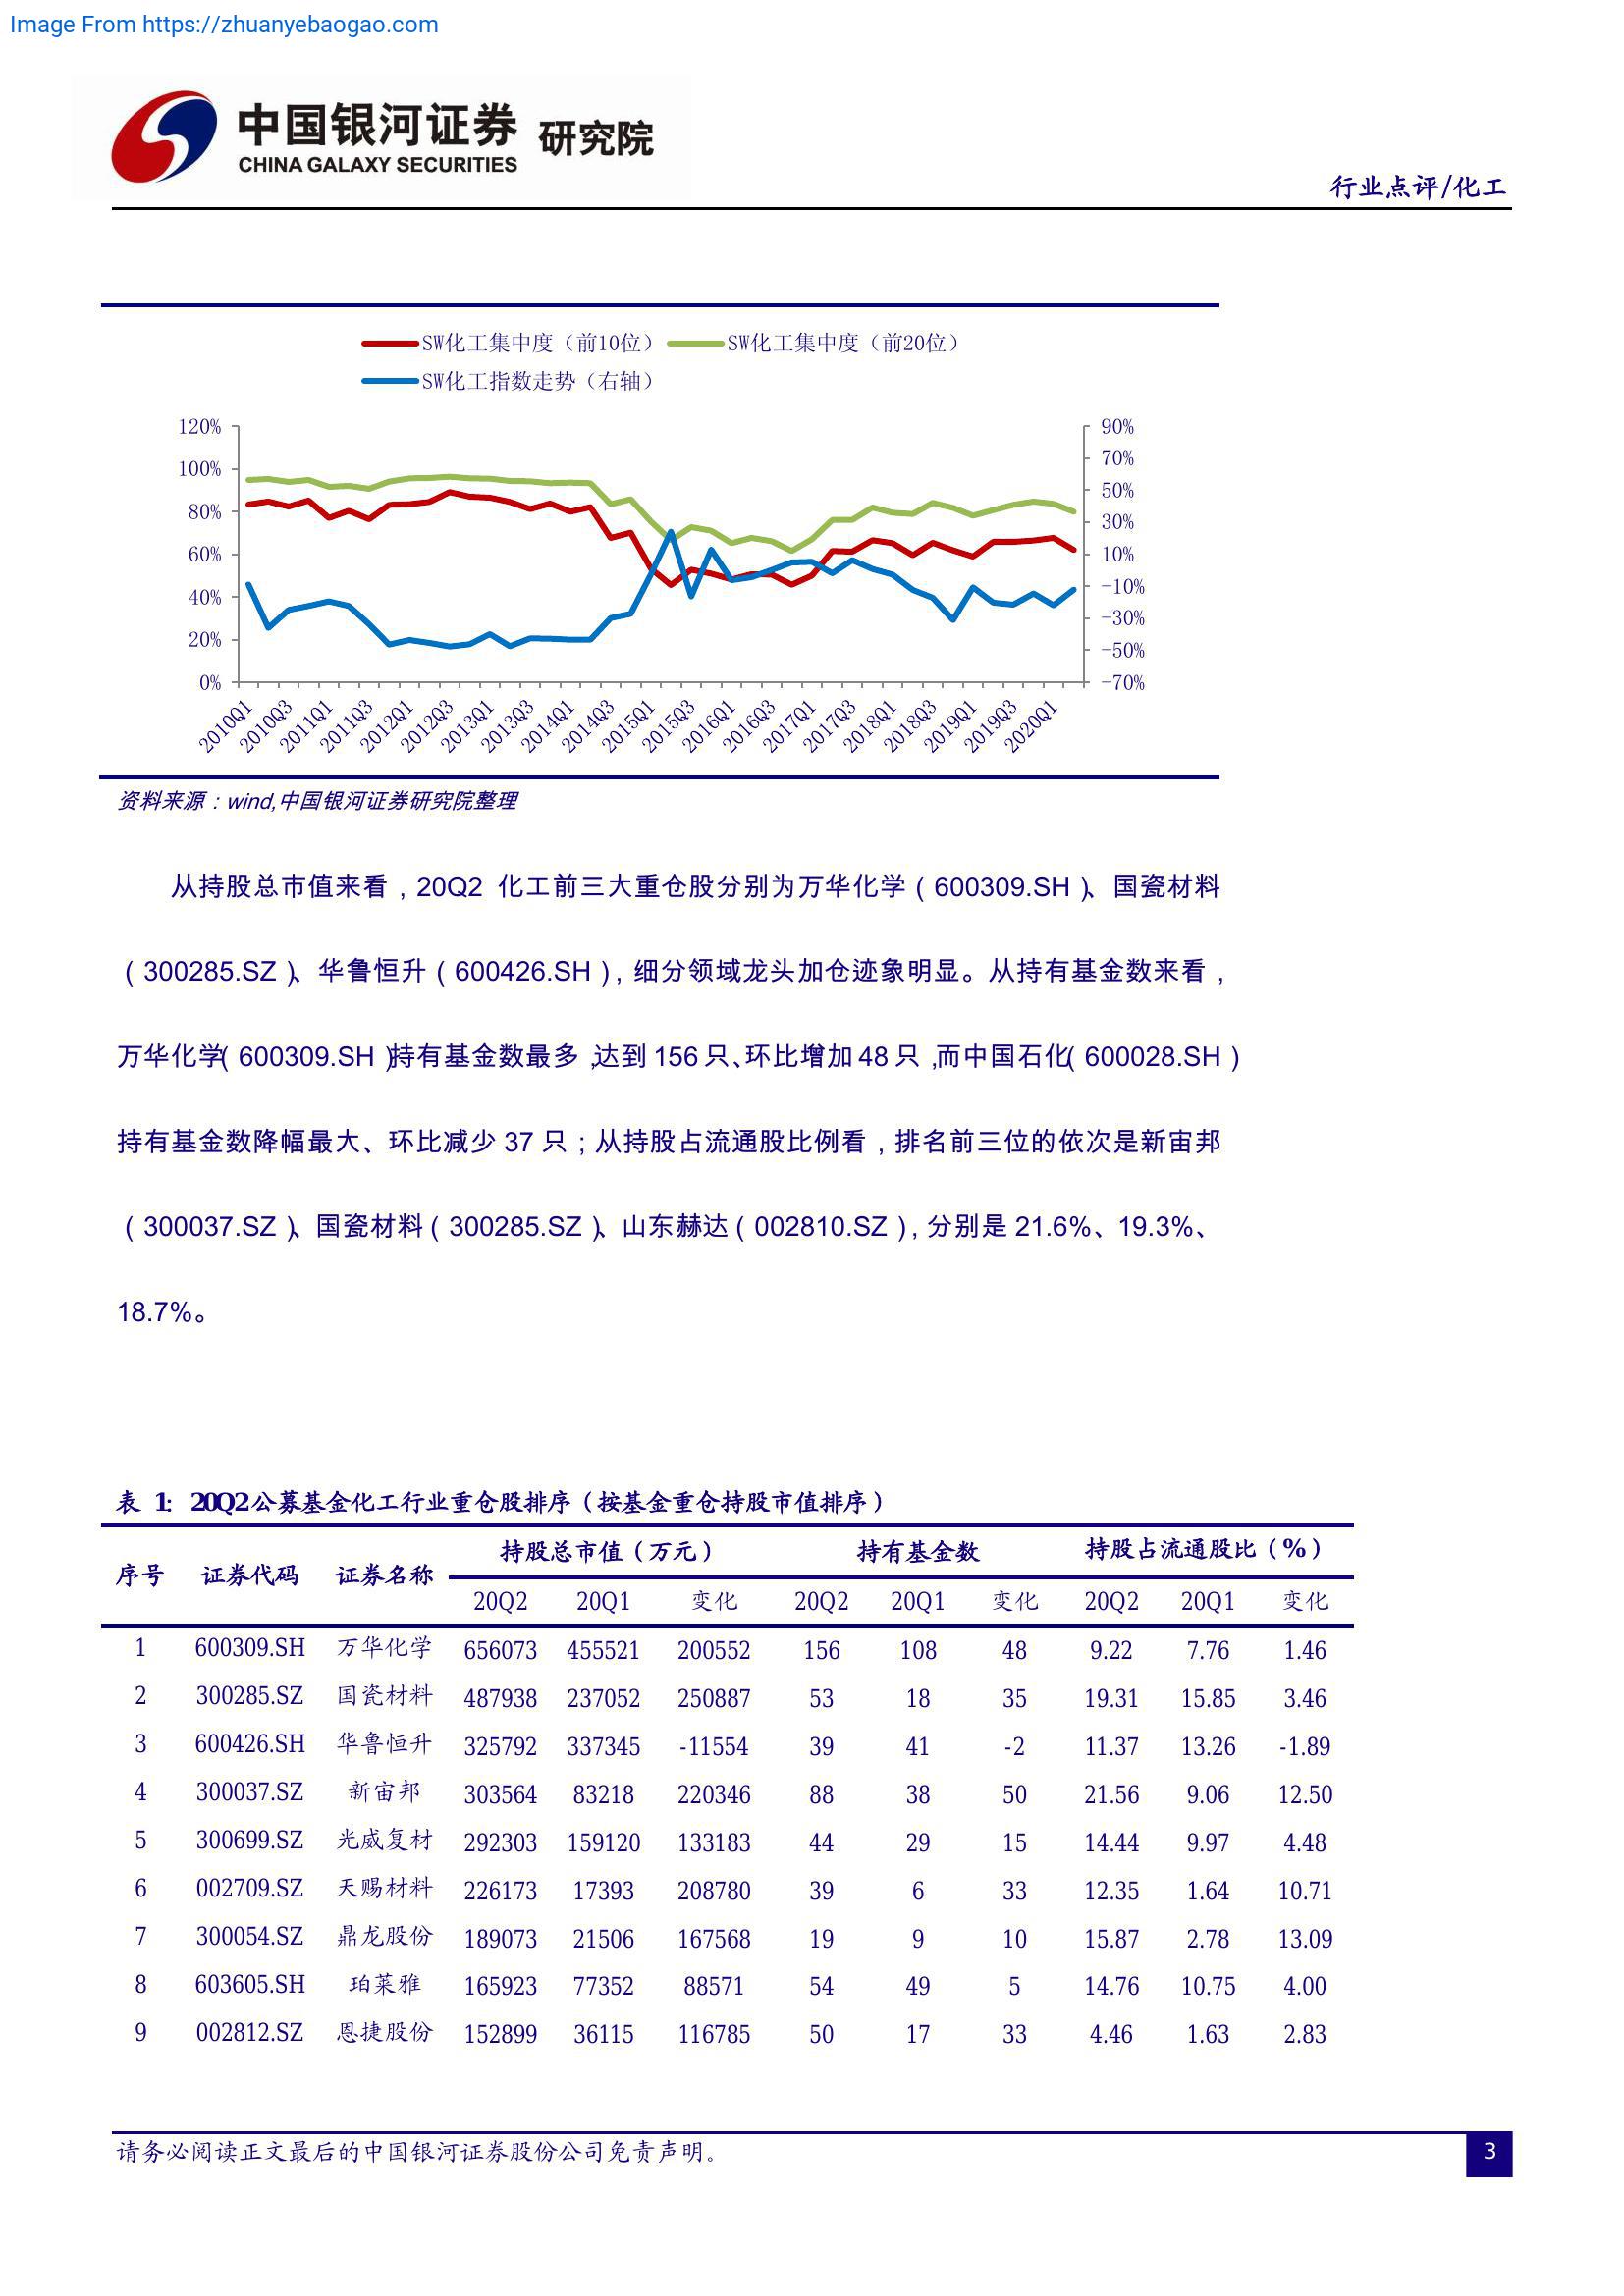 Image From https://zhuanyebaogao.com
中国银河证券 研究院
CHINA GALAXY SECURITIES
行业点评/化工
SW化工集中度（前10位） SW化工集中度（前20位）
SW化工指数走势（右轴）
120% 90%
100% 70%
80% 50%
60% 30%
40% 10%
20% -10%
0% -30%
-50%
-70%
2010Q1 2010Q3 2011Q1 2011Q3 2012Q1 2012Q3 2013Q1 2013Q3 2014Q1 2014Q3 2015Q1 2015Q3 2016Q1 2016Q3 2017Q1 2017Q3 2018Q1 2018Q3 2019Q1 2019Q3 2020Q1
资料来源：wind,中国银河证券研究院整理
从持股总市值来看，20Q2 化工前三大重仓股分别为万华化学（600309.SH）、国瓷材料
（300285.SZ）、华鲁恒升（600426.SH），细分领域龙头加仓迹象明显。从持有基金数来看，
万华化学（600309.SH）持有基金数最多，达到 156 只、环比增加 48 只，而中国石化（600028.SH）
持有基金数降幅最大、环比减少 37 只；从持股占流通股比例看，排名前三位的依次是新宙邦
（300037.SZ）、国瓷材料（300285.SZ）、山东赫达（002810.SZ），分别是 21.6%、19.3%、
18.7%。
表 1: 20Q2公募基金化工行业重仓股排序（按基金重仓持股市值排序）
序号 证券代码 证券名称 持股总市值（万元） 持有基金数 持股占流通股比（%）
20Q2 20Q1 变化 20Q2 20Q1 变化 20Q2 20Q1 变化
1 600309.SH 万华化学 656073 455521 200552 156 108 48 9.22 7.76 1.46
2 300285.SZ 国瓷材料 487938 237052 250887 53 18 35 19.31 15.85 3.46
3 600426.SH 华鲁恒升 325792 337345 -11554 39 41 -2 11.37 13.26 -1.89
4 300037.SZ 新宙邦 303564 83218 220346 88 38 50 21.56 9.06 12.50
5 300699.SZ 光威复材 292303 159120 133183 44 29 15 14.44 9.97 4.48
6 002709.SZ 天赐材料 226173 17393 208780 39 6 33 12.35 1.64 10.71
7 300054.SZ 鼎龙股份 189073 21506 167568 19 9 10 15.87 2.78 13.09
8 603605.SH 珀莱雅 165923 77352 88571 54 49 5 14.76 10.75 4.00
9 002812.SZ 恩捷股份 152899 36115 116785 50 17 33 4.46 1.63 2.83
请务必阅读正文最后的中国银河证券股份公司免责声明。
3